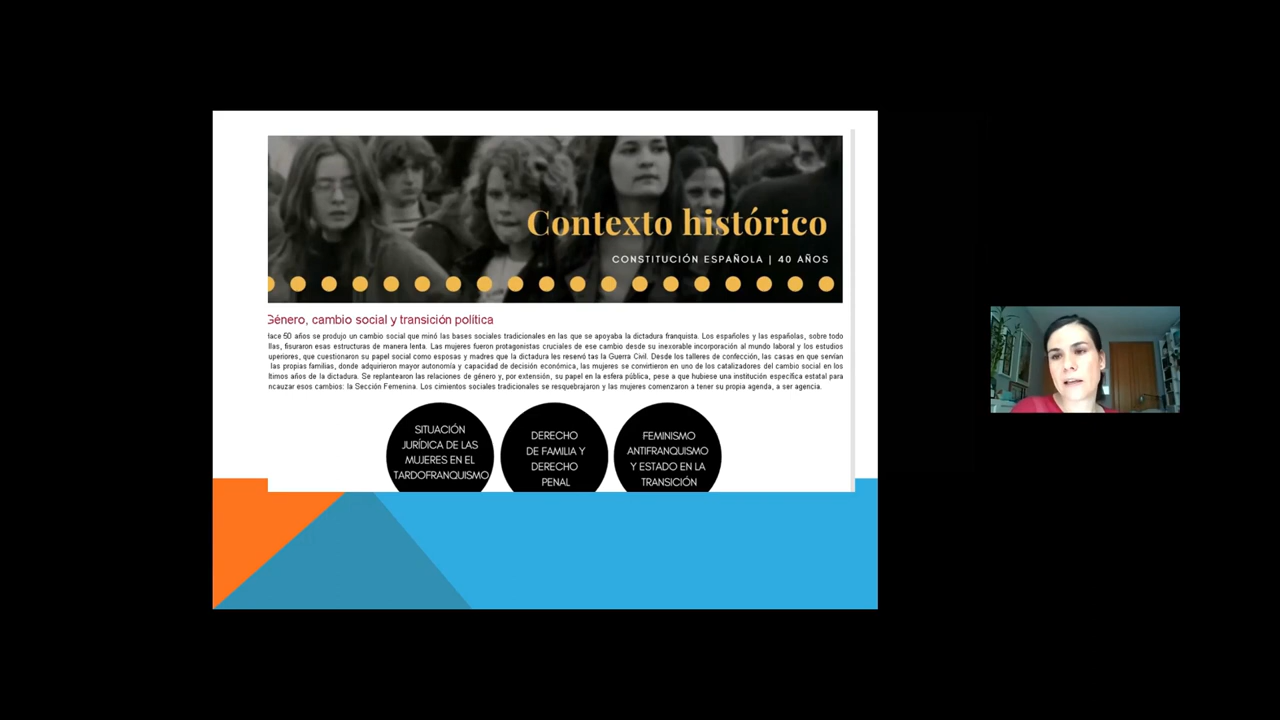 Contexto histórico
CONSTITUCIÓN ESPAÑOLA | 40 AÑOS
Género, cambio social y transición política
Hace 50 años se produjo un cambio social que minó las bases sociales tradicionales en las que se apoyaba la dictadura franquista. Los españoles y las españolas, sobre todo
llas, fisuraron esas estructuras de manera lenta. Las mujeres fueron protagonistas cruciales de ese cambio desde su inexorable incorporación al mundo laboral y los estudios
uperiores, que cuestionaron su papel social como esposas y madres que la dictadura les reservó tas la Guerra Civil. Desde los talleres de confección, las casas en que servían
las propias familias, donde adquirieron mayor autonomía y capacidad de decisión económica, las mujeres se convirtieron en uno de los catalizadores del cambio social en los
ltimos años de la dictadura. Se replantearon las relaciones de género y, por extensión, su papel en la esfera pública, pese a que hubiese una institución específica estatal para
ncauzar esos cambios: la Sección Femenina. Los cimientos sociales tradicionales se resquebrajaron y las mujeres comenzaron a tener su propia agenda, a ser agencia.
SITUACIÓN
JURÍDICA DE LAS
MUJERES EN EL
TARDOFRANQUISMO
DERECHO
DE FAMILIA Y
DERECHO
PENAL
FEMINISMO
ANTIFRANQUISMO
Y ESTADO EN LA
TRANSICIÓN